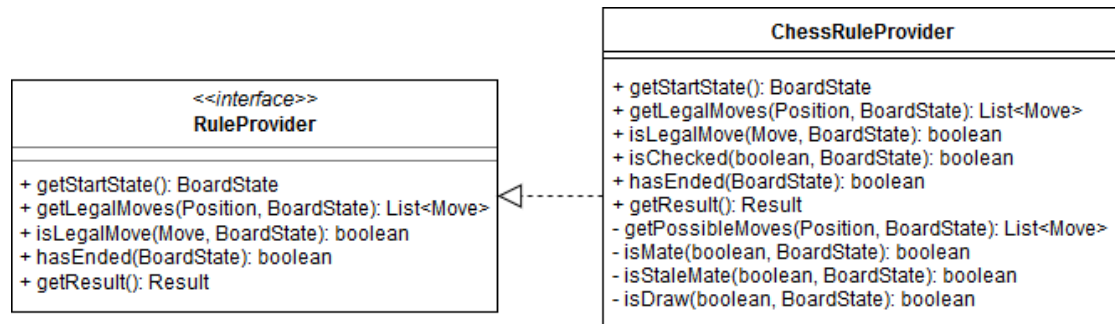 <<interface>>
RuleProvider
+ getStartState(): BoardState
+ getLegalMoves(Position, BoardState): List<Move>
+ isLegalMove(Move, BoardState): boolean
+ hasEnded(BoardState): boolean
+ getResult(): Result
ChessRuleProvider
+ getStartState(): BoardState
+ getLegalMoves(Position, BoardState): List<Move>
+ isLegalMove(Move, BoardState): boolean
+ isChecked(boolean, BoardState): boolean
+ hasEnded(BoardState): boolean
+ getResult(): Result
- getPossibleMoves(Position, BoardState): List<Move>
- isMate(boolean, BoardState): boolean
- isStaleMate(boolean, BoardState): boolean
- isDraw(boolean, BoardState): boolean